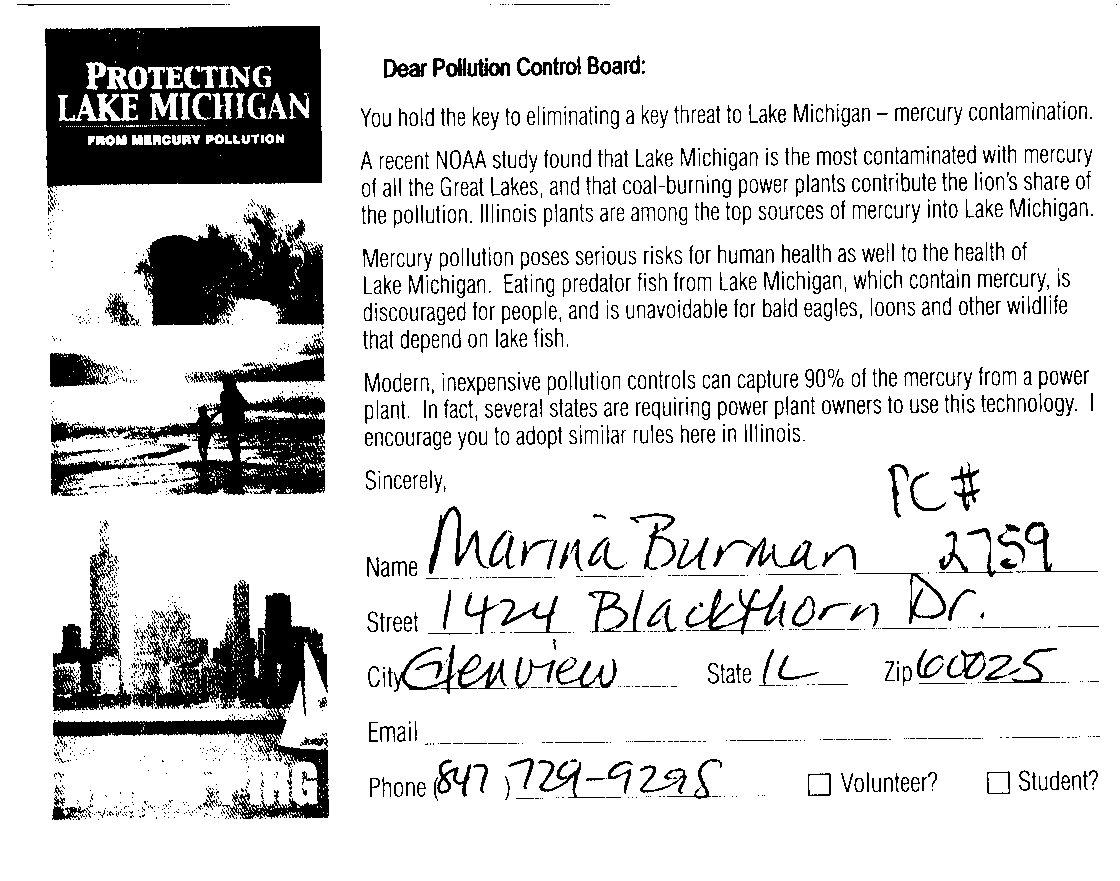 PROTECTING
LAKE MICHIGAN
FROM MERCURY POLLUTION
Dear Pollution Control Board:
You hold the key to eliminating a key threat to Lake Michigan – mercury contamination.
A recent NOAA study found that Lake Michigan is the most contaminated with mercury
of all the Great Lakes, and that coal-burning power plants contribute the lion's share of
the pollution. Illinois plants are among the top sources of mercury into Lake Michigan.
Mercury pollution poses serious risks for human health as well to the health of
Lake Michigan. Eating predator fish from Lake Michigan, which contain mercury, is
discouraged for people, and is unavoidable for bald eagles, loons and other wildlife
that depend on lake fish.
Modern, inexpensive pollution controls can capture 90% of the mercury from a power
plant. In fact, several states are requiring power plant owners to use this technology. I
encourage you to adopt similar rules here in Illinois.
Sincerely,
PC #
2759
Name Marina Burman
Street 1424 Blackthorn Dr.
City Glenview State IL Zip 60025
Email
Phone (847) 729-9295
Volunteer? Student?